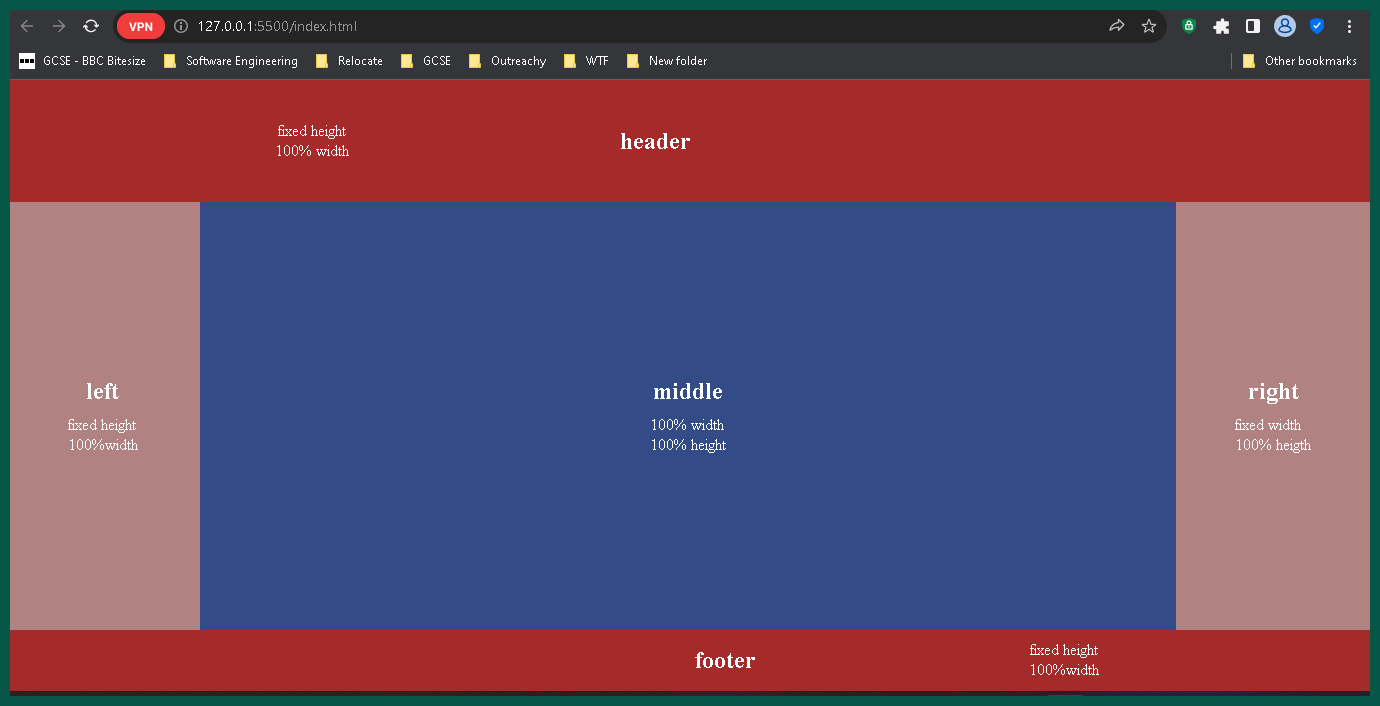 VPN 127.0.0.1:5500/index.html
GCSE - BBC Bitesize Software Engineering Relocate GCSE Outreachy WTF New folder Other bookmarks
fixed height
100% width
header
left
fixed height
100%width
middle
100% width
100% height
right
fixed width
100% heigth
footer
fixed height
100%width